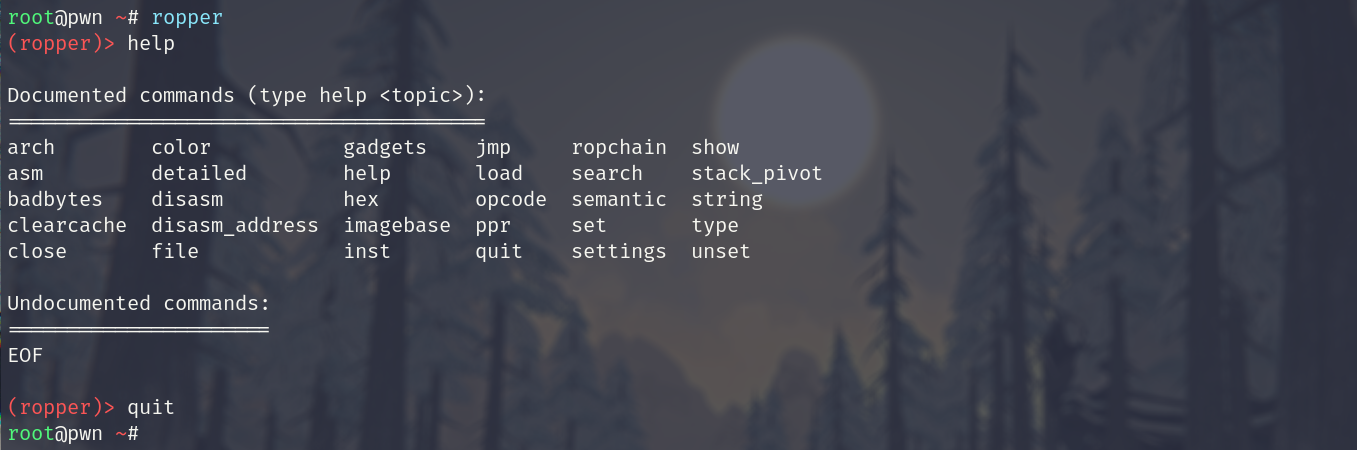 root@pwn ~# ropper
(ropper)> help
Documented commands (type help <topic>):
========================================
arch        color            gadgets    jmp     ropchain  show
asm         detailed         help       load    search    stack_pivot
badbytes    disasm           hex        opcode  semantic  string
clearcache  disasm_address   imagebase  ppr     set       type
close       file             inst       quit    settings  unset
Undocumented commands:
======================
EOF
(ropper)> quit
root@pwn ~#